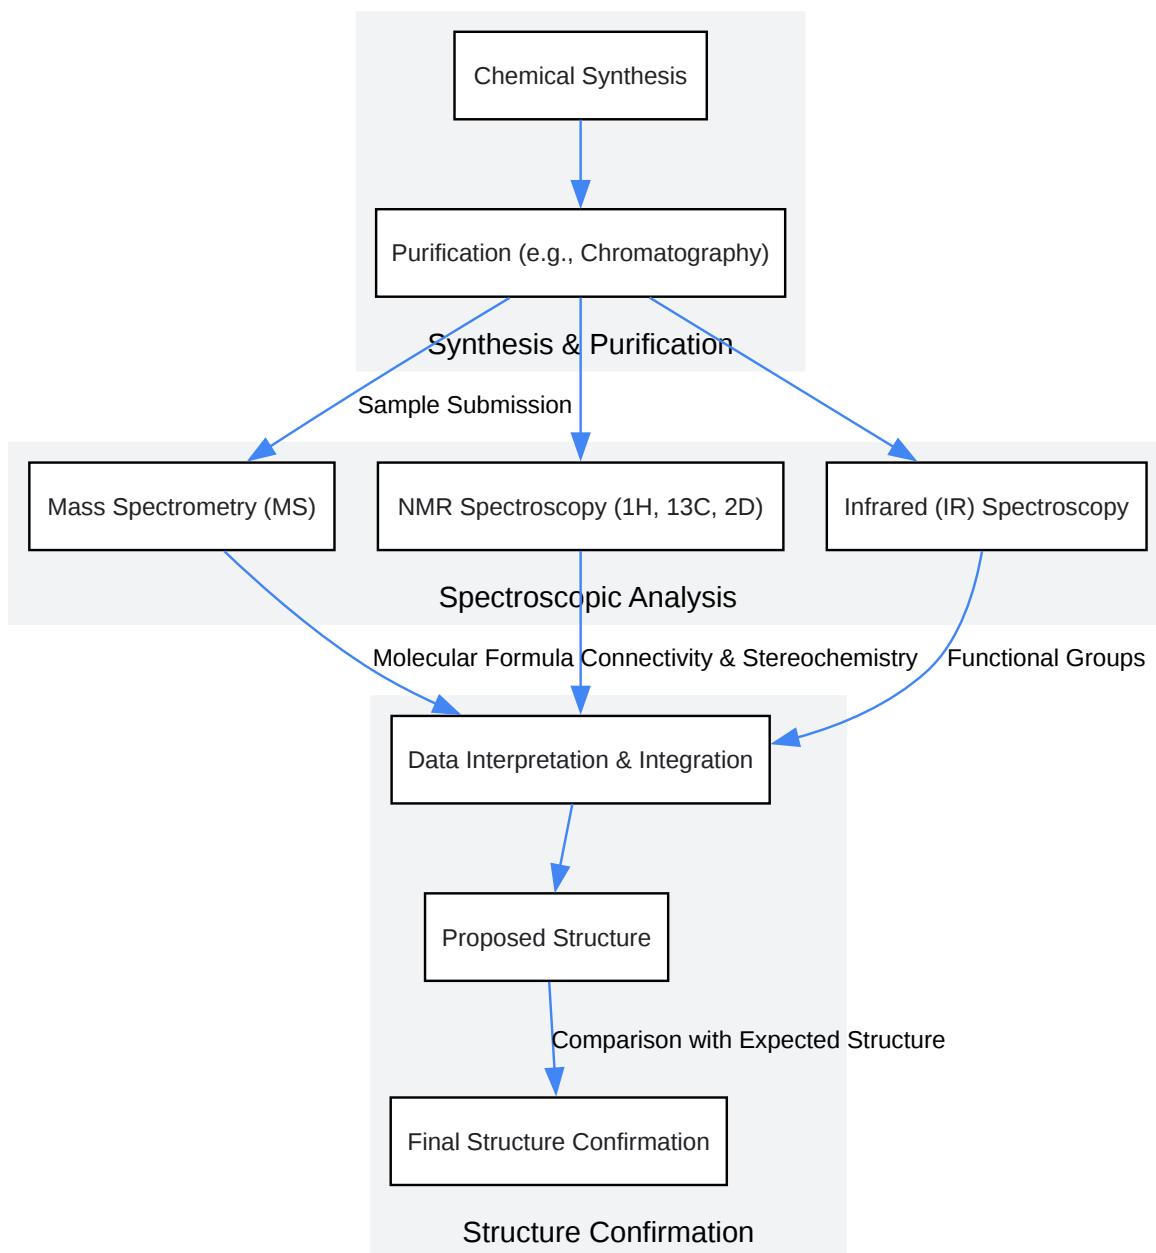 Chemical Synthesis
Purification (e.g., Chromatography)
Synthesis & Purification
Sample Submission
Mass Spectrometry (MS)
NMR Spectroscopy (1H, 13C, 2D)
Infrared (IR) Spectroscopy
Spectroscopic Analysis
Molecular Formula
Connectivity & Stereochemistry
Functional Groups
Data Interpretation & Integration
Proposed Structure
Comparison with Expected Structure
Final Structure Confirmation
Structure Confirmation